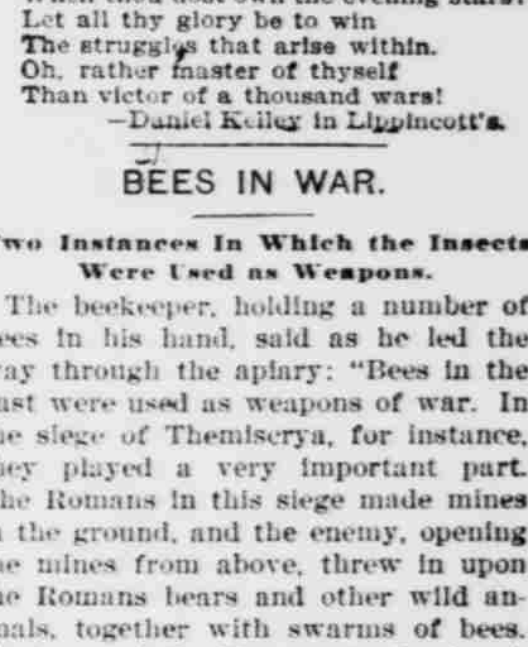 Let all thy glory be to win
The struggles that arise within.
Oh, rather master of thyself
Than victor of a thousand wars!
—Daniel Kelley in Lippincott's.
BEES IN WAR.
wo Instances In Which the Insects
Were Used as Weapons.
The beekeeper, holding a number of
ees in his hand, said as he led the
ay through the apiary: "Bees in the
ast were used as weapons of war. In
he siege of Themiscrya, for instance,
hey played a very important part.
he Romans in this siege made mines
n the ground, and the enemy, opening
he mines from above, threw in upon
he Romans bears and other wild an-
mals, together with swarms of bees.